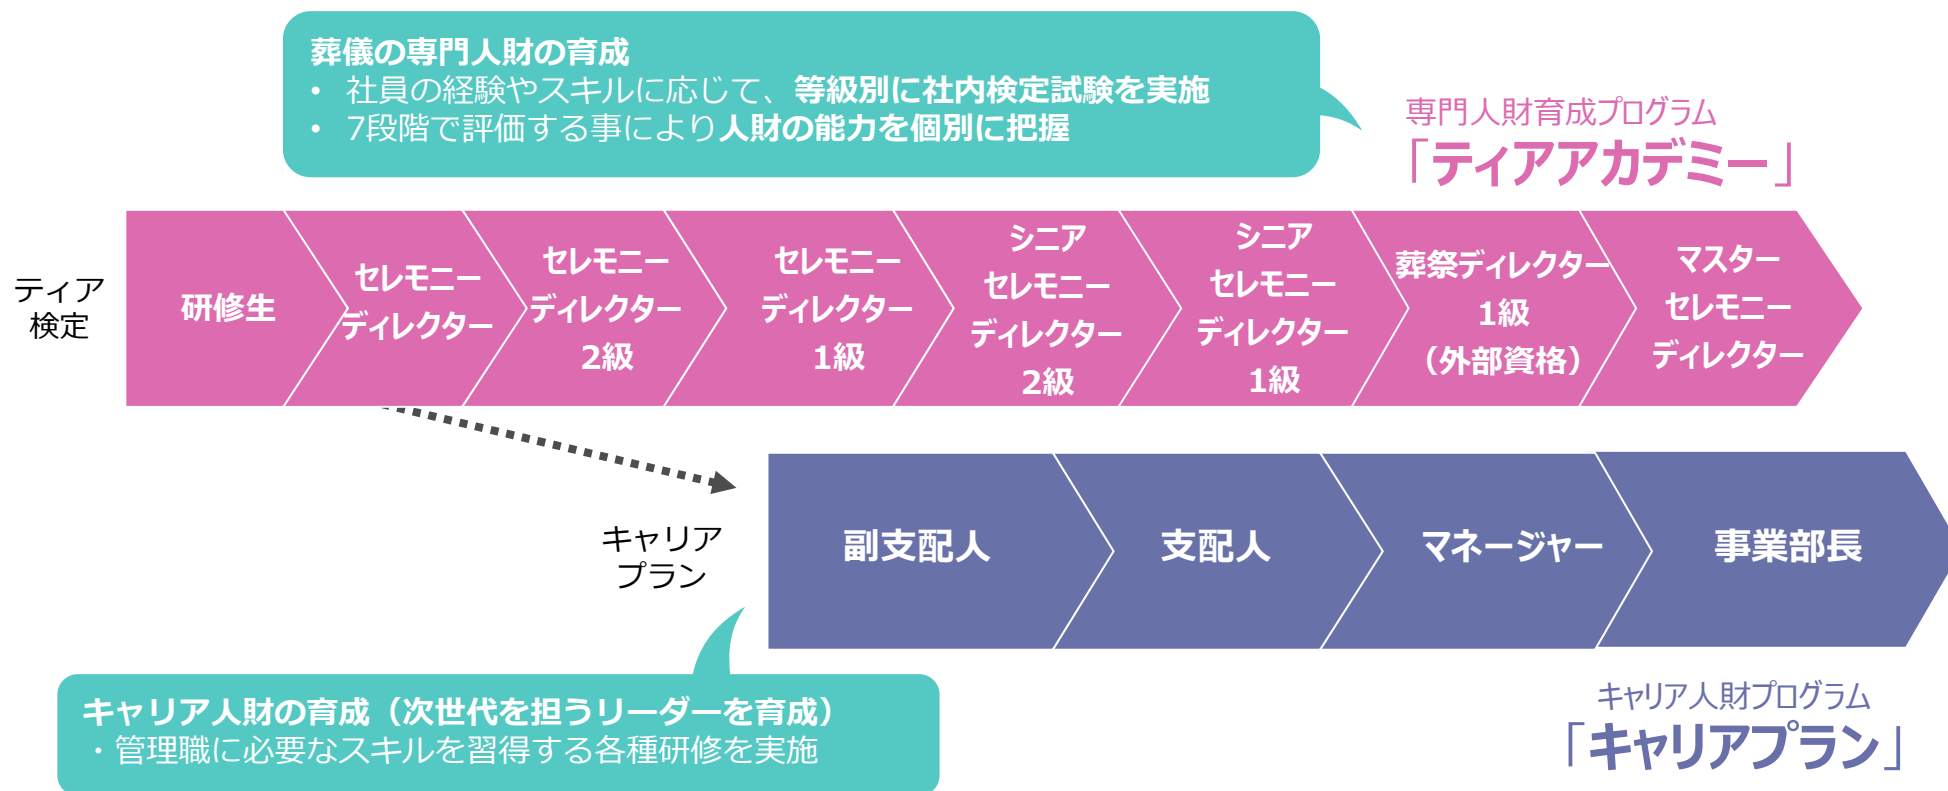 葬儀の専門人財の育成
• 社員の経験やスキルに応じて、等級別に社内検定試験を実施
• 7段階で評価する事により人財の能力を個別に把握
専門人財育成プログラム
「ティアアカデミー」
ティア
検定
研修生
セレモニー
ディレクター
セレモニー
ディレクター
2級
セレモニー
ディレクター
1級
シニア
セレモニー
ディレクター
2級
シニア
セレモニー
ディレクター
1級
葬祭ディレクター
1級
（外部資格）
マスター
セレモニー
ディレクター
キャリア
プラン
副支配人
支配人
マネージャー
事業部長
キャリア人財の育成（次世代を担うリーダーを育成）
・管理職に必要なスキルを習得する各種研修を実施
キャリア人財プログラム
「キャリアプラン」